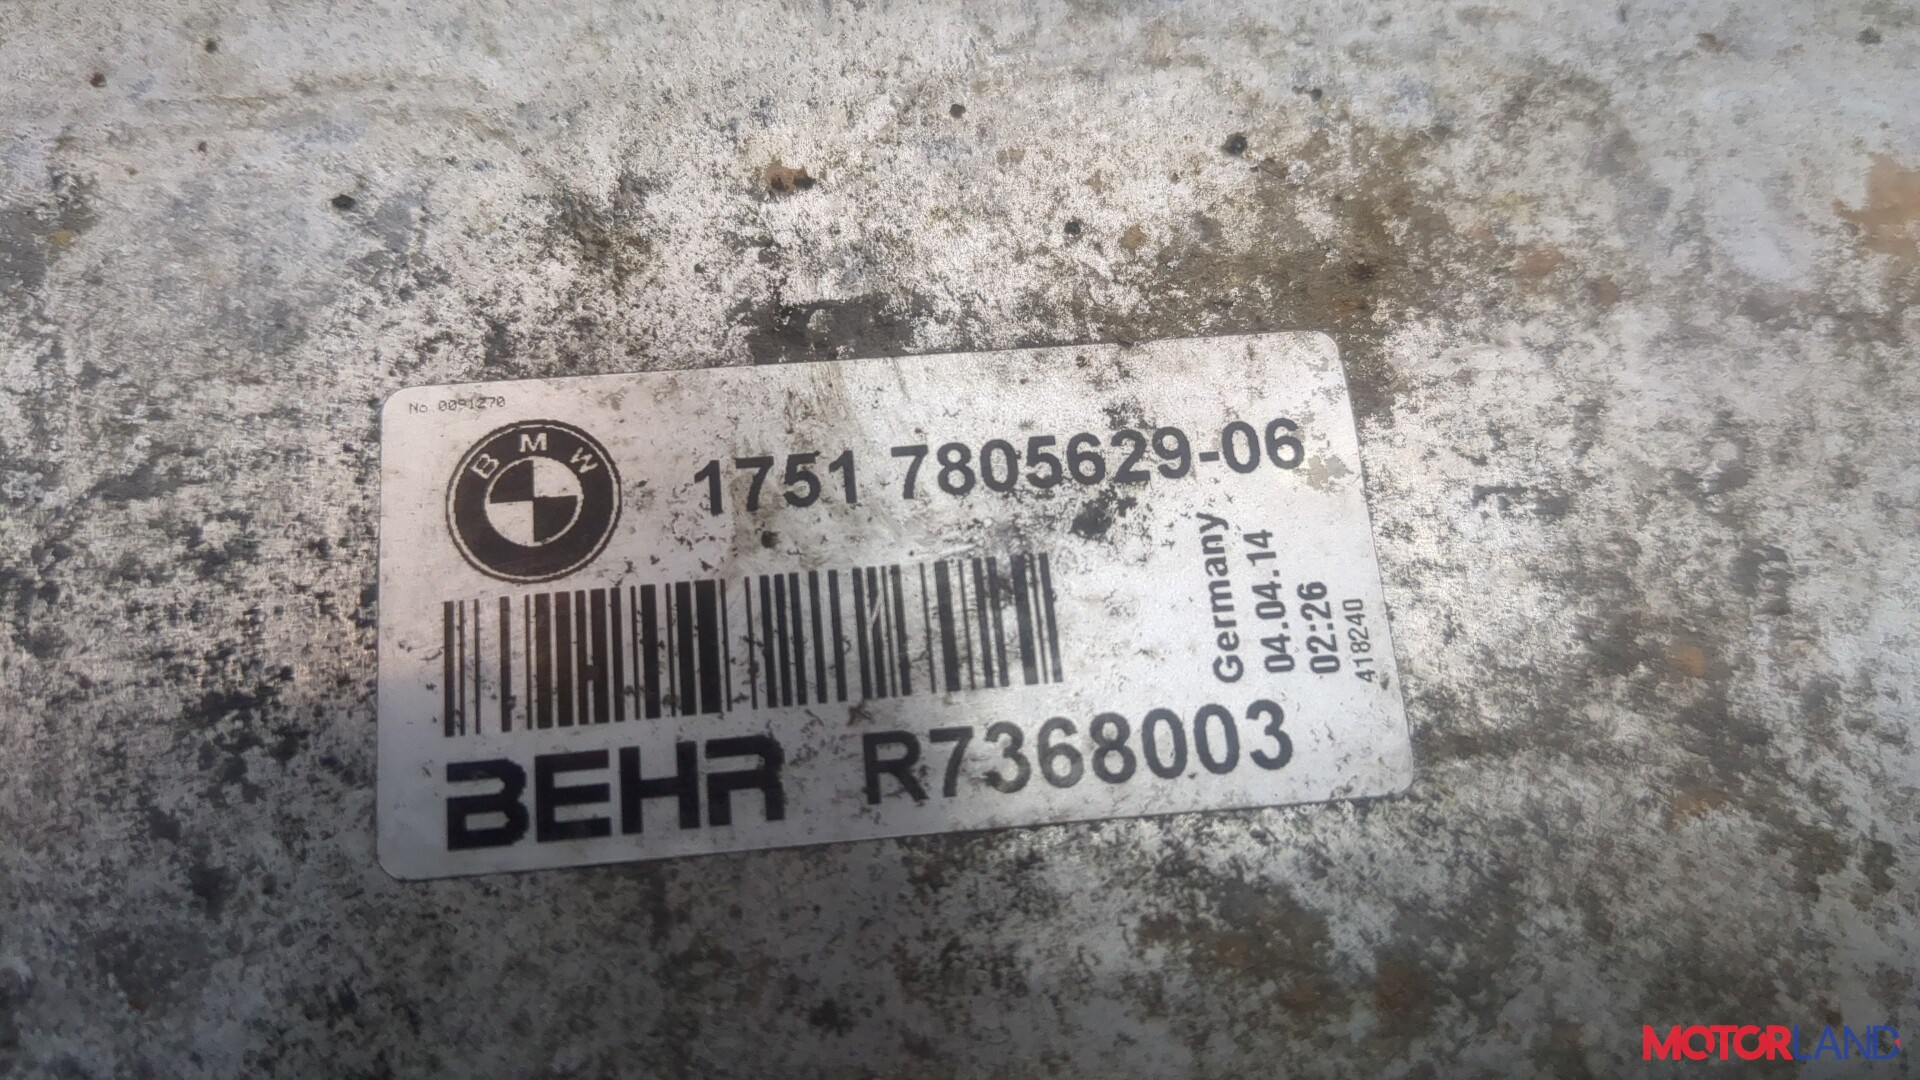 No. 0091270
BMW
1751 7805629-06
Germany
04.04.14
02:26
418240
BEHR R7368003
MOTORLAND